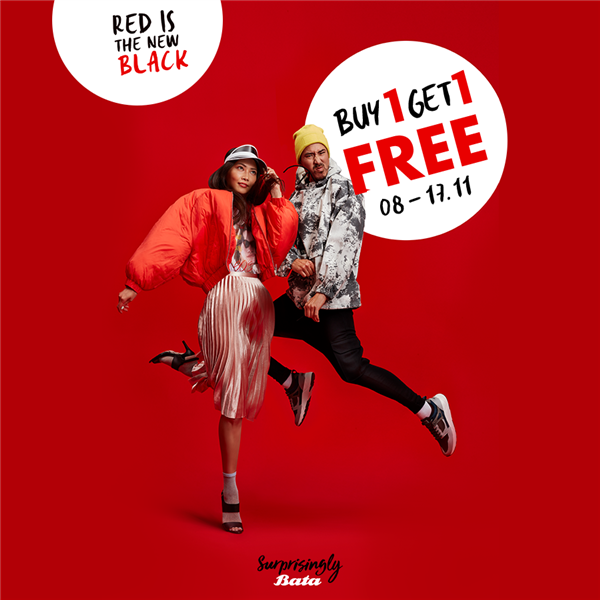 RED IS
THE NEW
BLACK
BUY 1 GET 1
FREE
08 – 17.11
Surprisingly
Bata